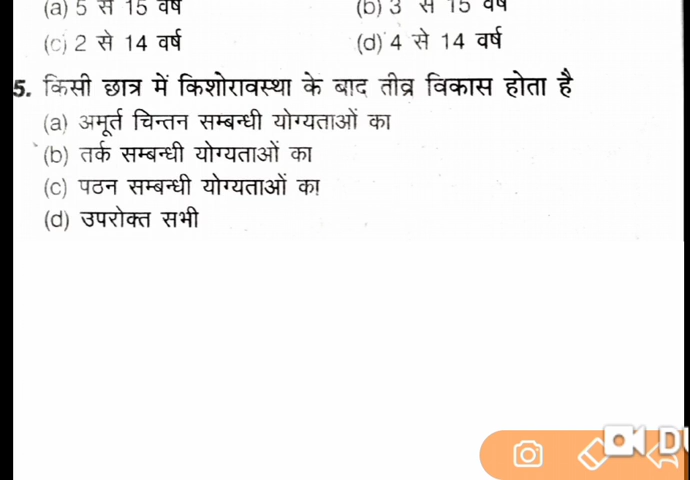 (a) 5 से 15 वर्ष (b) 3 से 15 वर्ष
(c) 2 से 14 वर्ष (d) 4 से 14 वर्ष
5. किसी छात्र में किशोरावस्था के बाद तीव्र विकास होता है
(a) अमूर्त चिन्तन सम्बन्धी योग्यताओं का
(b) तर्क सम्बन्धी योग्यताओं का
(c) पठन सम्बन्धी योग्यताओं का
(d) उपरोक्त सभी